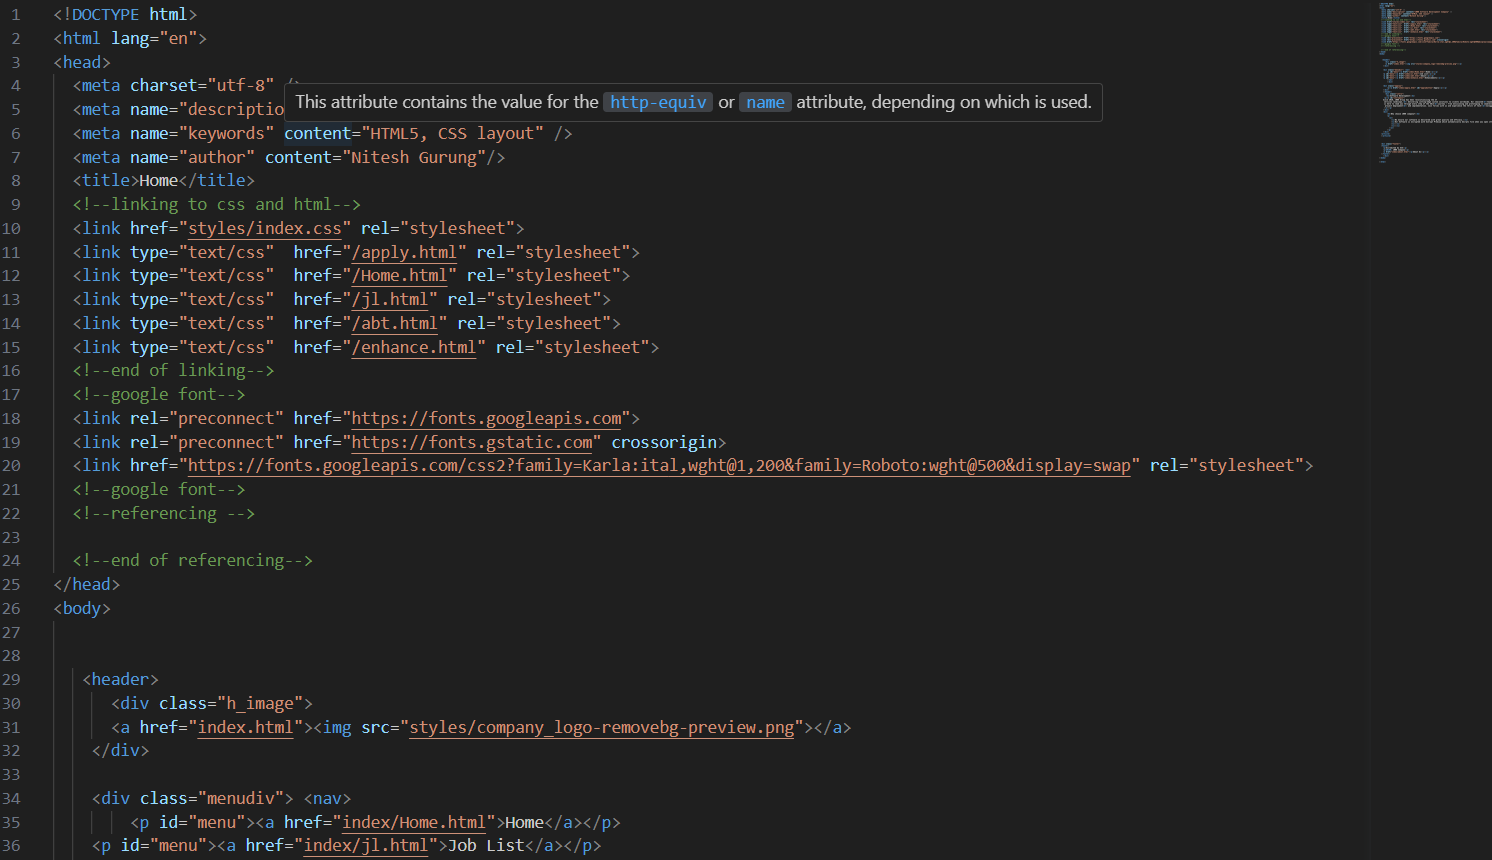 1 <!DOCTYPE html>
2 <html lang="en">
3 <head>
4 <meta charset="utf-8" />
This attribute contains the value for the http-equiv or name attribute, depending on which is used.
5 <meta name="descriptio
6 <meta name="keywords" content="HTML5, CSS layout" />
7 <meta name="author" content="Nitesh Gurung"/>
8 <title>Home</title>
9 <!--linking to css and html-->
10 <link href="styles/index.css" rel="stylesheet">
11 <link type="text/css"  href="/apply.html" rel="stylesheet">
12 <link type="text/css"  href="/Home.html" rel="stylesheet">
13 <link type="text/css"  href="/jl.html" rel="stylesheet">
14 <link type="text/css"  href="/abt.html" rel="stylesheet">
15 <link type="text/css"  href="/enhance.html" rel="stylesheet">
16 <!--end of linking-->
17 <!--google font-->
18 <link rel="preconnect" href="https://fonts.googleapis.com">
19 <link rel="preconnect" href="https://fonts.gstatic.com" crossorigin>
20 <link href="https://fonts.googleapis.com/css2?family=Karla:ital,wght@1,200&family=Roboto:wght@500&display=swap" rel="stylesheet">
21 <!--google font-->
22 <!--referencing -->
23
24 <!--end of referencing-->
25 </head>
26 <body>
27
28
29 <header>
30 <div class="h_image">
31 <a href="index.html"><img src="styles/company_logo-removebg-preview.png"></a>
32 </div>
33
34 <div class="menudiv"> <nav>
35 <p id="menu"><a href="index/Home.html">Home</a></p>
36 <p id="menu"><a href="index/jl.html">Job List</a></p>